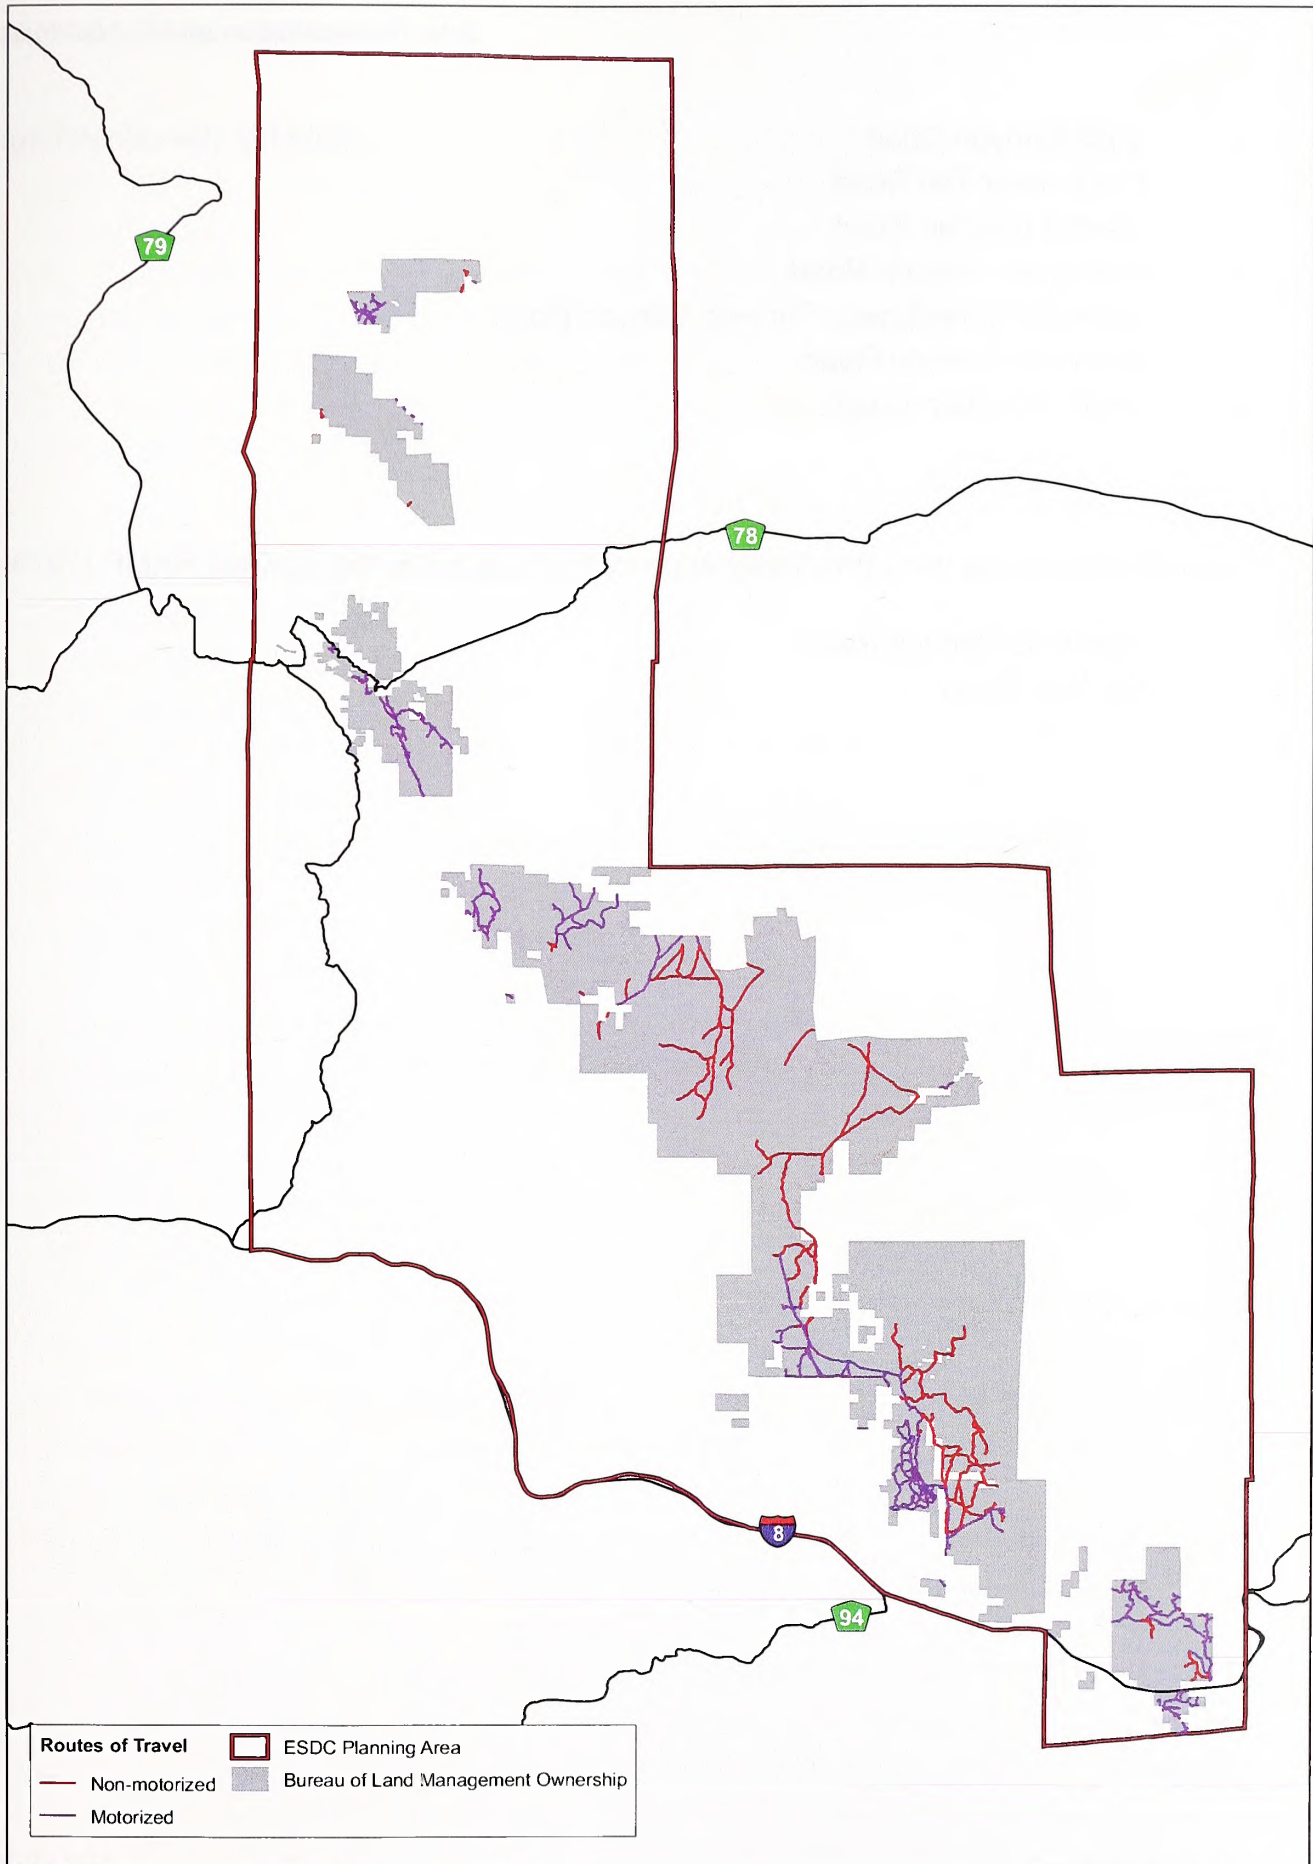 79
78
8
94
Routes of Travel
Non-motorized
Motorized
ESDC Planning Area
Bureau of Land Management Ownership